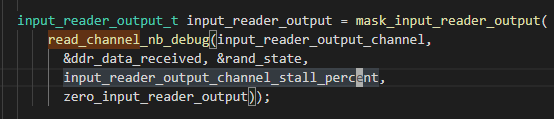 input_reader_output_t input_reader_output = mask_input_reader_output(
read_channel_nb_debug(input_reader_output_channel,
&ddr_data_received, &rand_state,
input_reader_output_channel_stall_percent,
zero_input_reader_output));